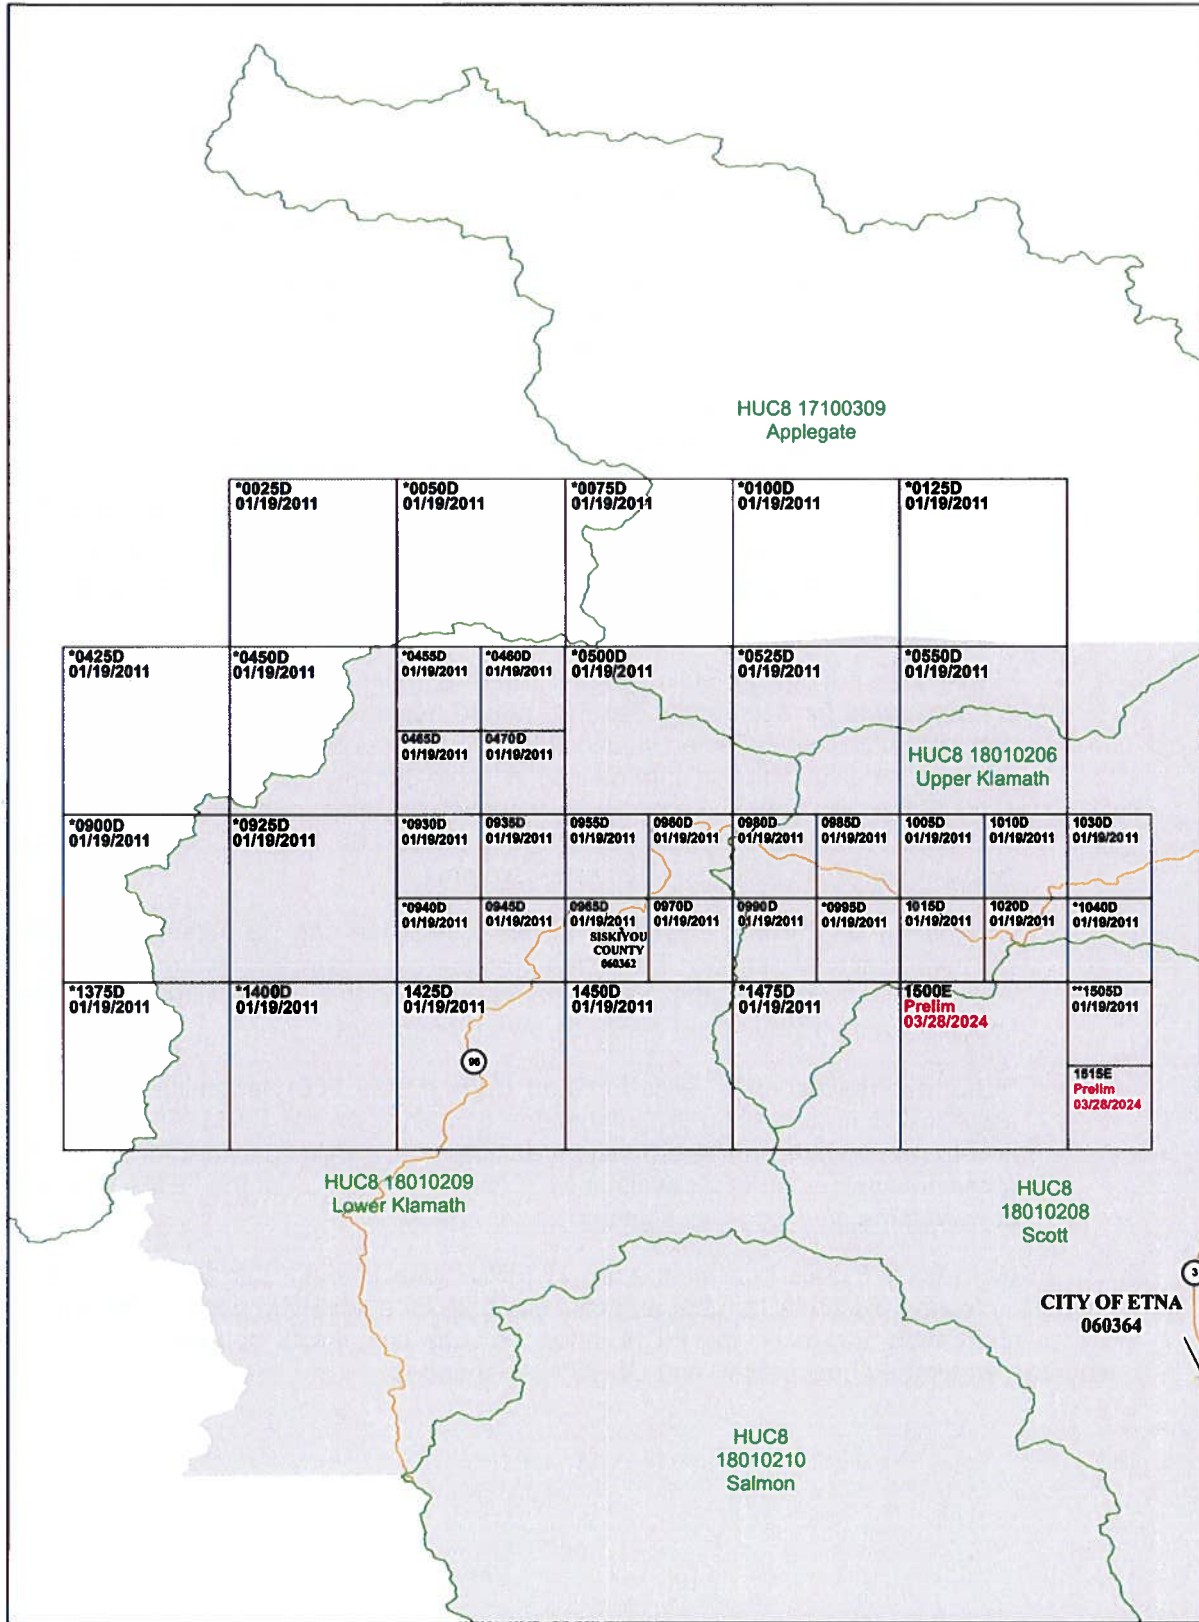 HUC8 17100309
Applegate
*0025D
01/19/2011
*0050D
01/19/2011
*0075D
01/19/2011
*0100D
01/19/2011
*0125D
01/19/2011
*0425D
01/19/2011
*0450D
01/19/2011
*0455D
01/19/2011
*0460D
01/19/2011
*0500D
01/19/2011
*0525D
01/19/2011
*0550D
01/19/2011
0465D
01/19/2011
0470D
01/19/2011
HUC8 18010206
Upper Klamath
*0900D
01/19/2011
*0925D
01/19/2011
*0930D
01/19/2011
0935D
01/19/2011
0955D
01/19/2011
0960D
01/19/2011
0980D
01/19/2011
0985D
01/19/2011
1005D
01/19/2011
1010D
01/19/2011
1030D
01/19/2011
*0940D
01/19/2011
0945D
01/19/2011
0965D
01/19/2011
SISKIYOU
COUNTY
060362
0970D
01/19/2011
0990D
01/19/2011
*0995D
01/19/2011
1015D
01/19/2011
1020D
01/19/2011
*1040D
01/19/2011
*1375D
01/19/2011
*1400D
01/19/2011
1425D
01/19/2011
1450D
01/19/2011
*1475D
01/19/2011
1500E
Prelim
03/28/2024
**1505D
01/19/2011
96
1515E
Prelim
03/28/2024
HUC8 18010209
Lower Klamath
HUC8
18010208
Scott
3
CITY OF ETNA
060364
HUC8
18010210
Salmon